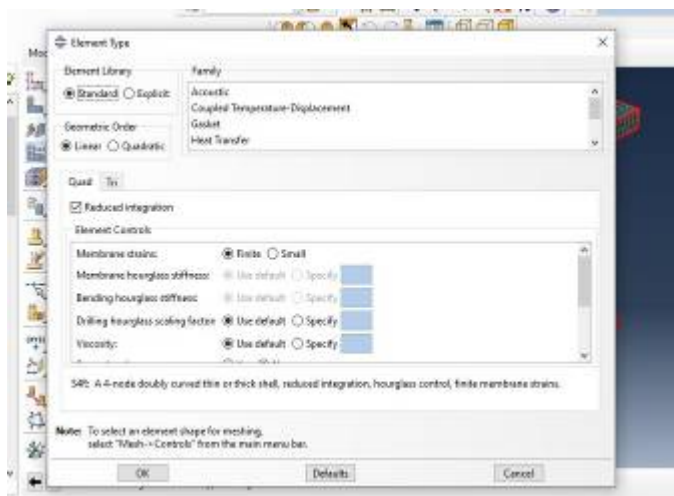 Element Type
Element Library
Standard Explicit
Family
Acoustic
Coupled Temperature-Displacement
Gasket
Heat Transfer
Geometric Order
Linear Quadratic
Quad Tri
Reduced integration
Element Controls
Membrane strains: Finite Small
Membrane hourglass stiffness: Use default Specify
Bending hourglass stiffness: Use default Specify
Drilling hourglass scaling factor: Use default Specify
Viscosity: Use default Specify
S4R: A 4-node doubly curved thin or thick shell, reduced integration, hourglass control, finite membrane strains.
Note: To select an element shape for meshing,
select "Mesh->Controls" from the main menu bar.
OK Defaults Cancel